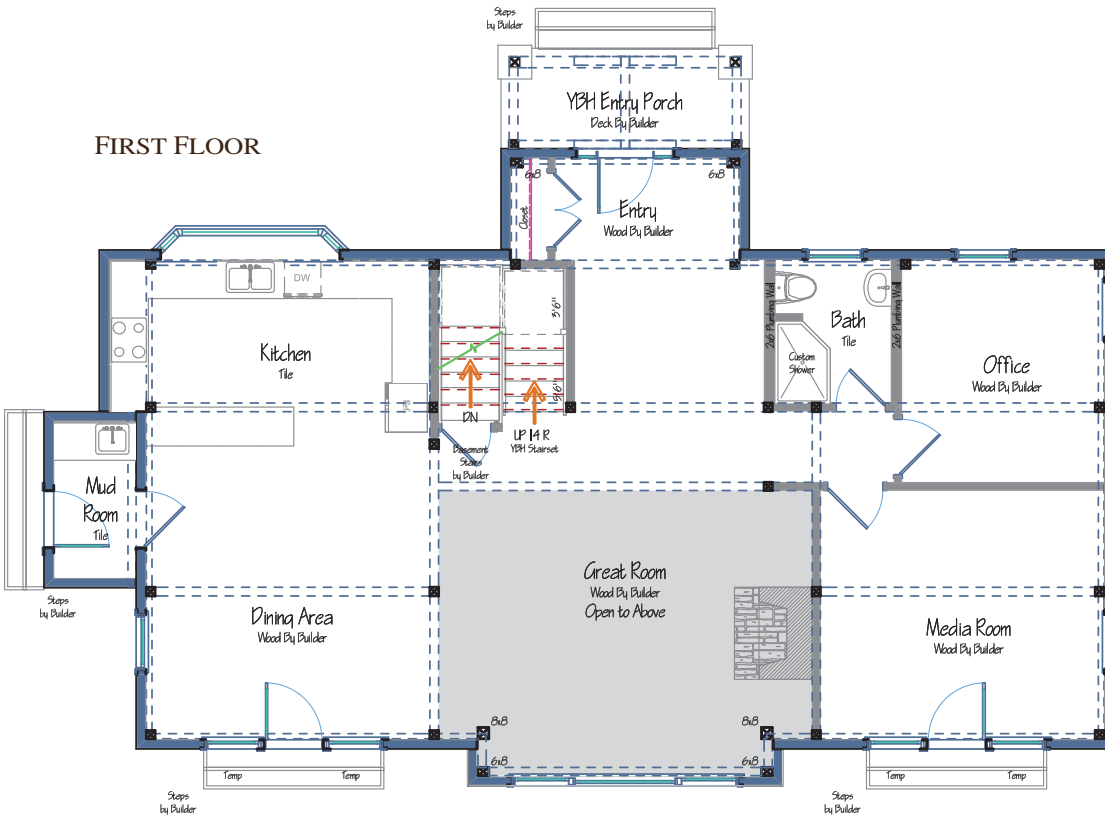 Steps
by Builder
YBH Entry Porch
Deck By Builder
FIRST FLOOR
6x8
6x8
Closet
Entry
Wood By Builder
DW
3'6"
2x6 Plumbing Wall
2x6 Plumbing Wall
Bath
Tile
Kitchen
Tile
Custom
Shower
Office
Wood By Builder
3'6"
DN
UP 14 R
YBH Stairset
Basement
Stairs
by Builder
Mud
Room
Tile
Great Room
Wood By Builder
Open to Above
Steps
by Builder
Dining Area
Wood By Builder
Media Room
Wood By Builder
8x8
8x8
6x8
6x8
Temp
Temp
Temp
Temp
Steps
by Builder
Steps
by Builder